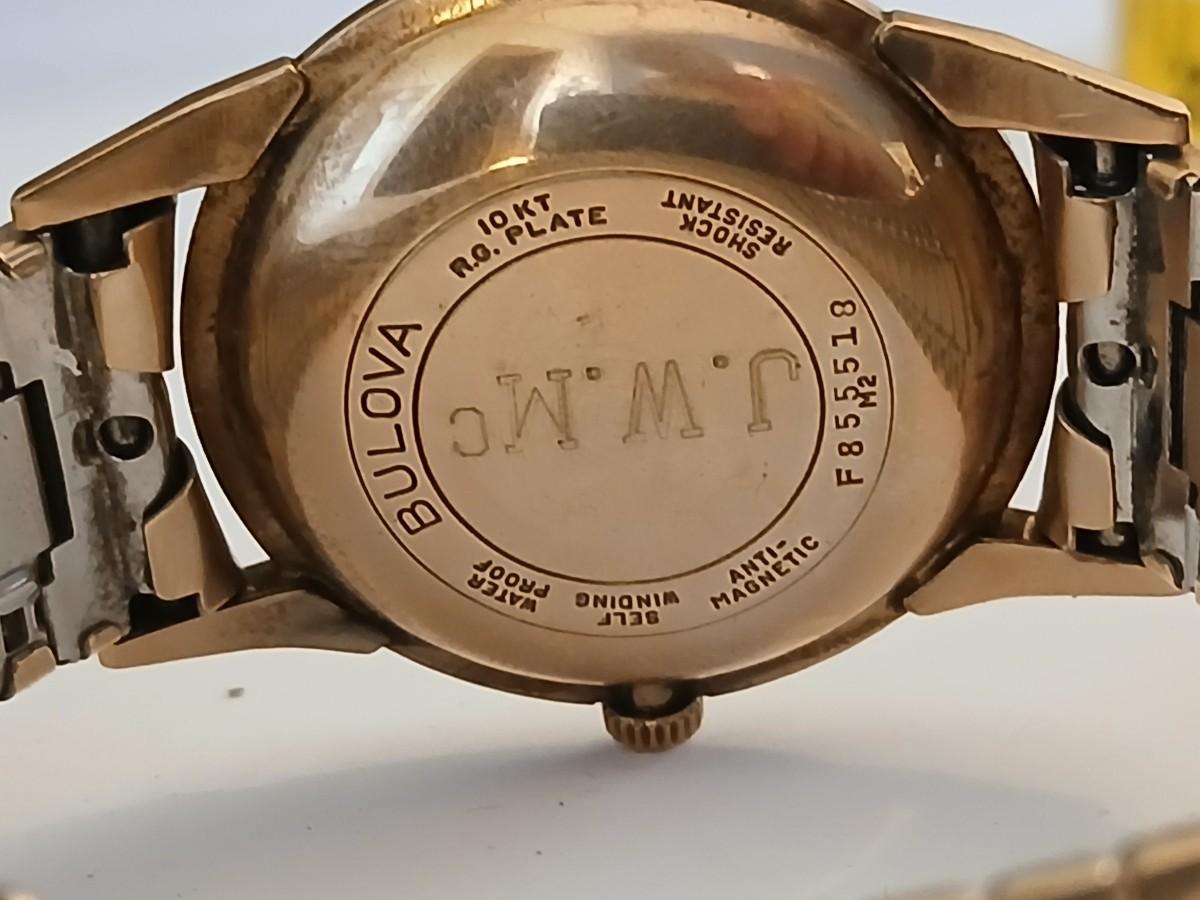 BULOVA
10 KT
R.G. PLATE
SHOCK
RESISTANT
F855518
M2
ANTI-
MAGNETIC
SELF
WINDING
WATER
PROOF
J.W.Mc